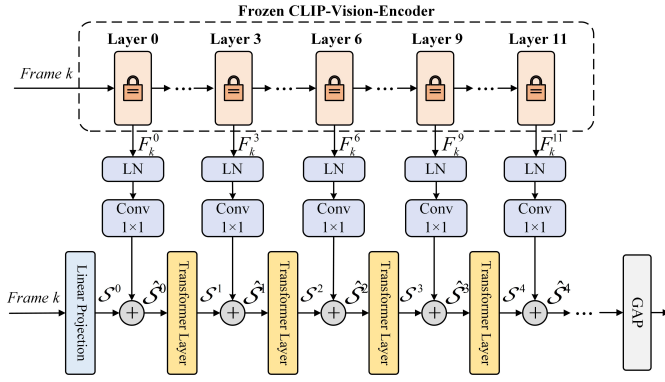 Frozen CLIP-Vision-Encoder
Layer 0 Layer 3 Layer 6 Layer 9 Layer 11
Frame k ... ... ... ...
F_k^0 F_k^3 F_k^6 F_k^9 F_k^11
LN LN LN LN LN
Conv Conv Conv Conv Conv
1×1 1×1 1×1 1×1 1×1
Frame k
Linear Projection
S^0 + Ŝ^0
Transformer Layer
S^1 + Ŝ^1
Transformer Layer
S^2 + Ŝ^2
Transformer Layer
S^3 + Ŝ^3
Transformer Layer
S^4 + Ŝ^4
...
GAP